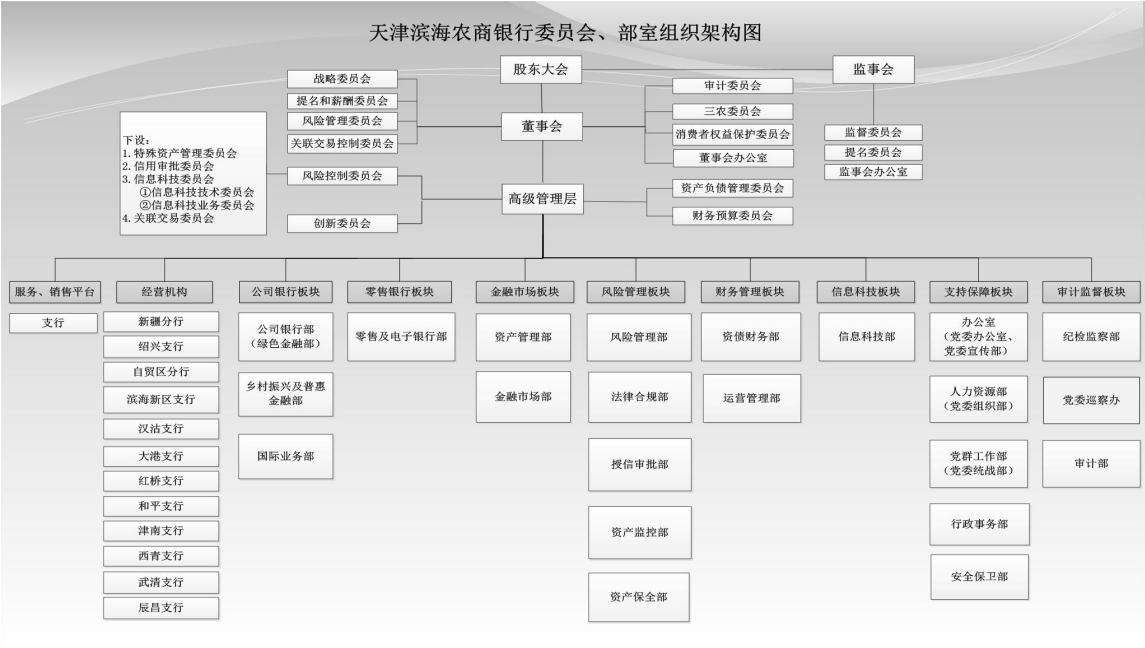 天津滨海农商银行委员会、部室组织架构图
股东大会
监事会
战略委员会
提名和薪酬委员会
风险管理委员会
关联交易控制委员会
董事会
审计委员会
三农委员会
消费者权益保护委员会
董事会办公室
监督委员会
提名委员会
监事会办公室
下设：
1. 特殊资产管理委员会
2. 信用审批委员会
3. 信息科技委员会
①信息科技技术委员会
②信息科技业务委员会
4. 关联交易委员会
风险控制委员会
创新委员会
高级管理层
资产负债管理委员会
财务预算委员会
服务、销售平台
支行
经营机构
新疆分行
绍兴支行
自贸区分行
滨海新区支行
汉沽支行
大港支行
红桥支行
和平支行
津南支行
西青支行
武清支行
辰昌支行
公司银行板块
公司银行部
（绿色金融部）
乡村振兴及普惠
金融部
国际业务部
零售银行板块
零售及电子银行部
金融市场板块
资产管理部
金融市场部
风险管理板块
风险管理部
法律合规部
授信审批部
资产监控部
资产保全部
财务管理板块
资债财务部
运营管理部
信息科技板块
信息科技部
支持保障板块
办公室
（党委办公室、
党委宣传部）
人力资源部
（党委组织部）
党群工作部
（党委统战部）
行政事务部
安全保卫部
审计监督板块
纪检监察部
党委巡察办
审计部